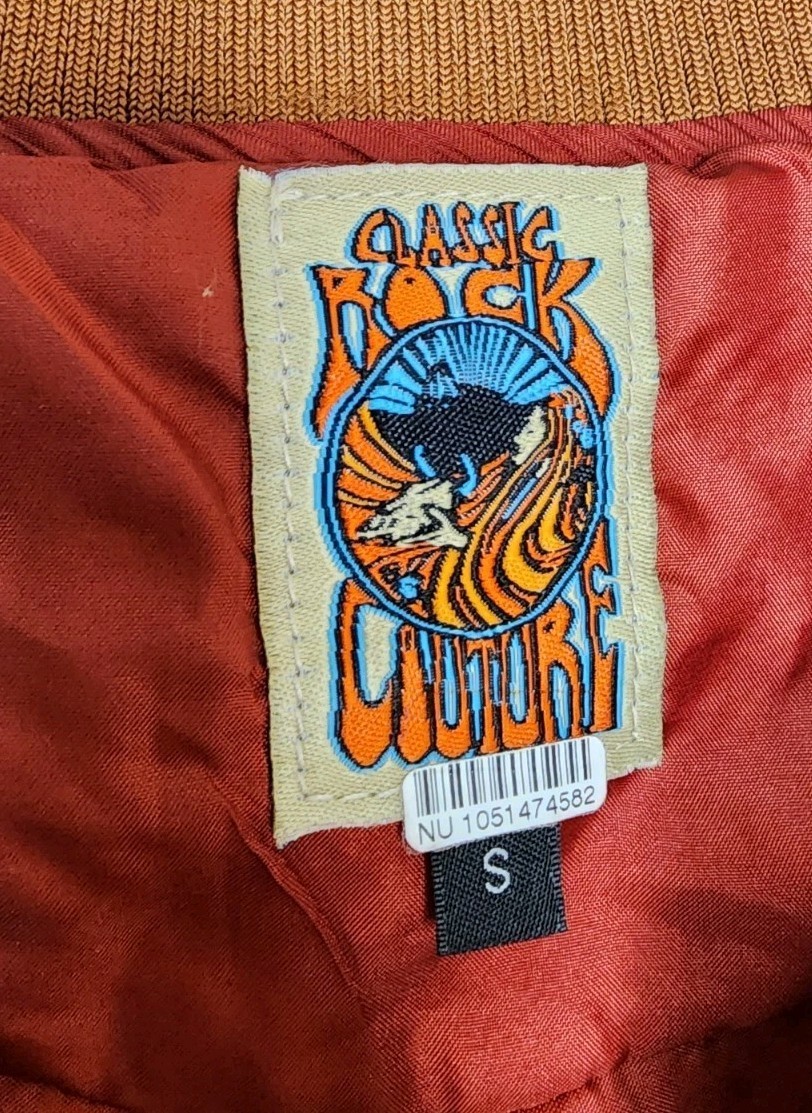 CLASSIC
ROCK
COUTURE
NU 1051474582
S